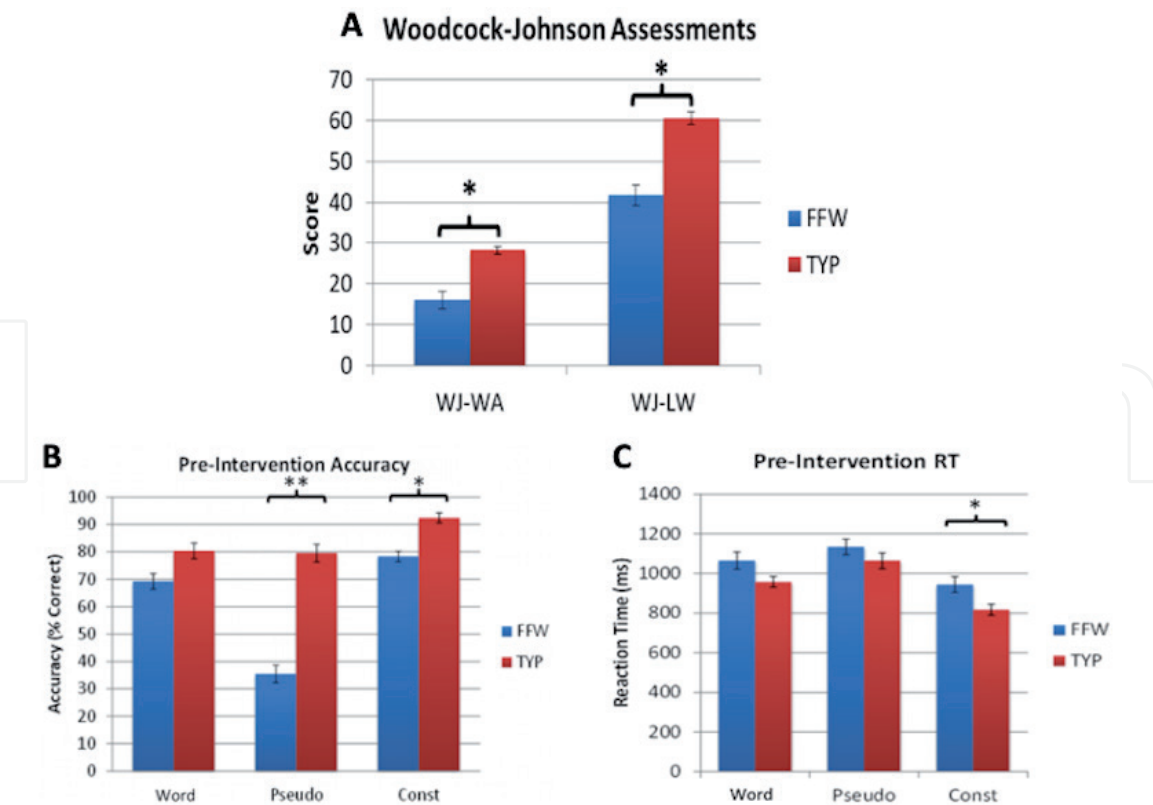 A Woodcock-Johnson Assessments
*
*
70
60
50
40
30
20
10
0
Score
WJ-WA
WJ-LW
FFW
TYP
B
Pre-Intervention Accuracy
**
*
100
90
80
70
60
50
40
30
20
10
0
Accuracy (% Correct)
Word
Pseudo
Const
FFW
TYP
C
Pre-Intervention RT
*
1400
1200
1000
800
600
400
200
0
Reaction Time (ms)
Word
Pseudo
Const
FFW
TYP